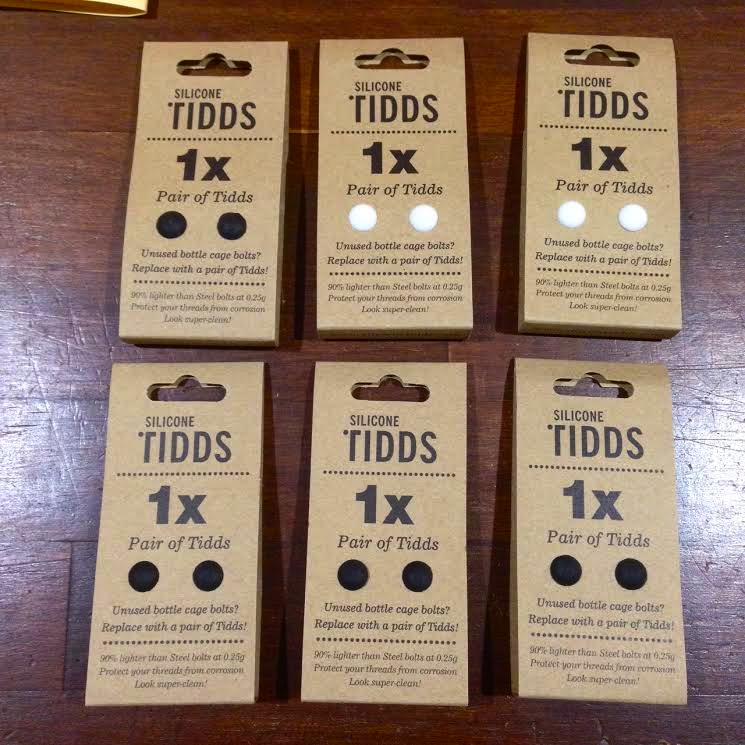 SILICONE
TIDDS
1x
Pair of Tidds
Unused bottle cage bolts?
Replace with a pair of Tidds!
90% lighter than Steel bolts at 0.25g
Protect your threads from corrosion
Look super-clean!
SILICONE
TIDDS
1x
Pair of Tidds
Unused bottle cage bolts?
Replace with a pair of Tidds!
90% lighter than Steel bolts at 0.25g
Protect your threads from corrosion
Look super-clean!
SILICONE
TIDDS
1x
Pair of Tidds
Unused bottle cage bolts?
Replace with a pair of Tidds!
90% lighter than Steel bolts at 0.25g
Protect your threads from corrosion
Look super-clean!
SILICONE
TIDDS
1x
Pair of Tidds
Unused bottle cage bolts?
Replace with a pair of Tidds!
90% lighter than Steel bolts at 0.25g
Protect your threads from corrosion
Look super-clean!
SILICONE
TIDDS
1x
Pair of Tidds
Unused bottle cage bolts?
Replace with a pair of Tidds!
90% lighter than Steel bolts at 0.25g
Protect your threads from corrosion
Look super-clean!
SILICONE
TIDDS
1x
Pair of Tidds
Unused bottle cage bolts?
Replace with a pair of Tidds!
90% lighter than Steel bolts at 0.25g
Protect your threads from corrosion
Look super-clean!